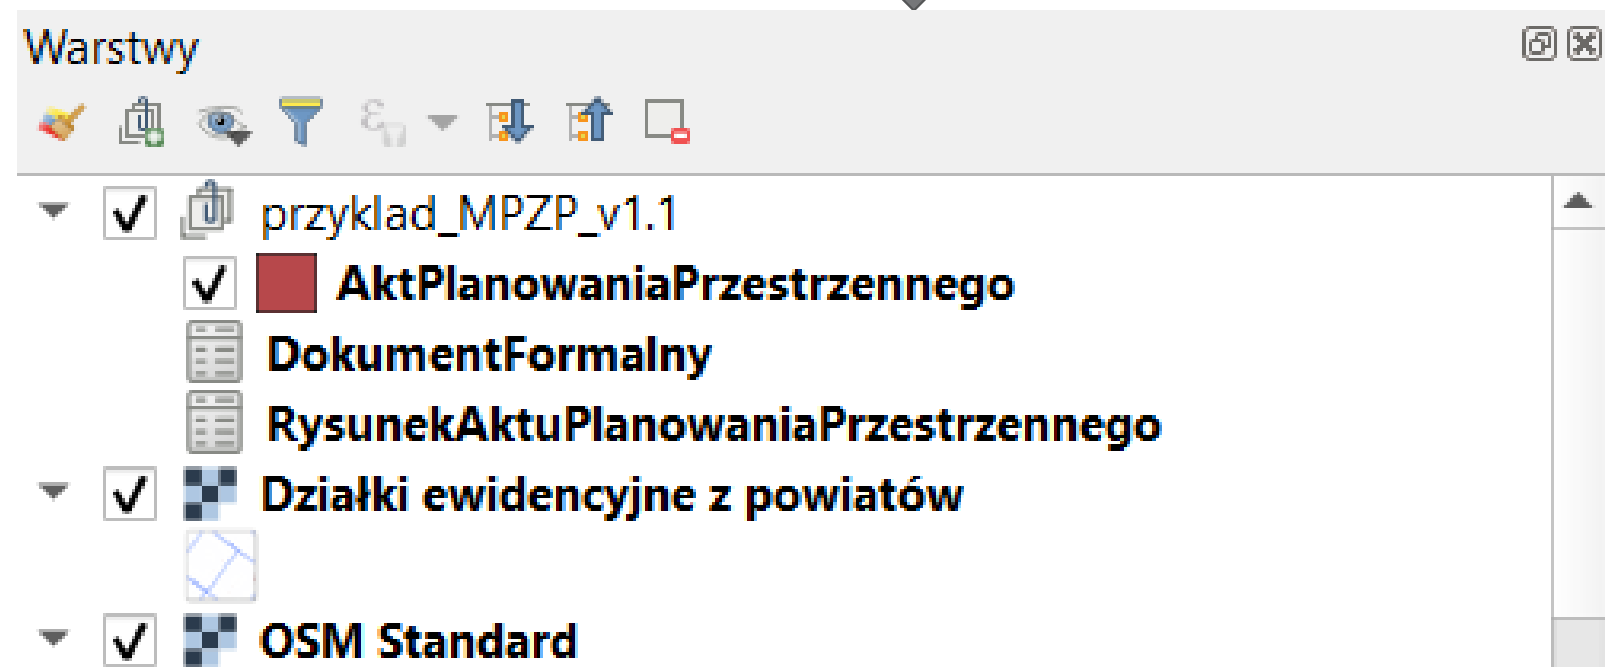 Warstwy
przyklad_MPZP_v1.1
AktPlanowaniaPrzestrzennego
DokumentFormalny
RysunekAktuPlanowaniaPrzestrzennego
Działki ewidencyjne z powiatów
OSM Standard